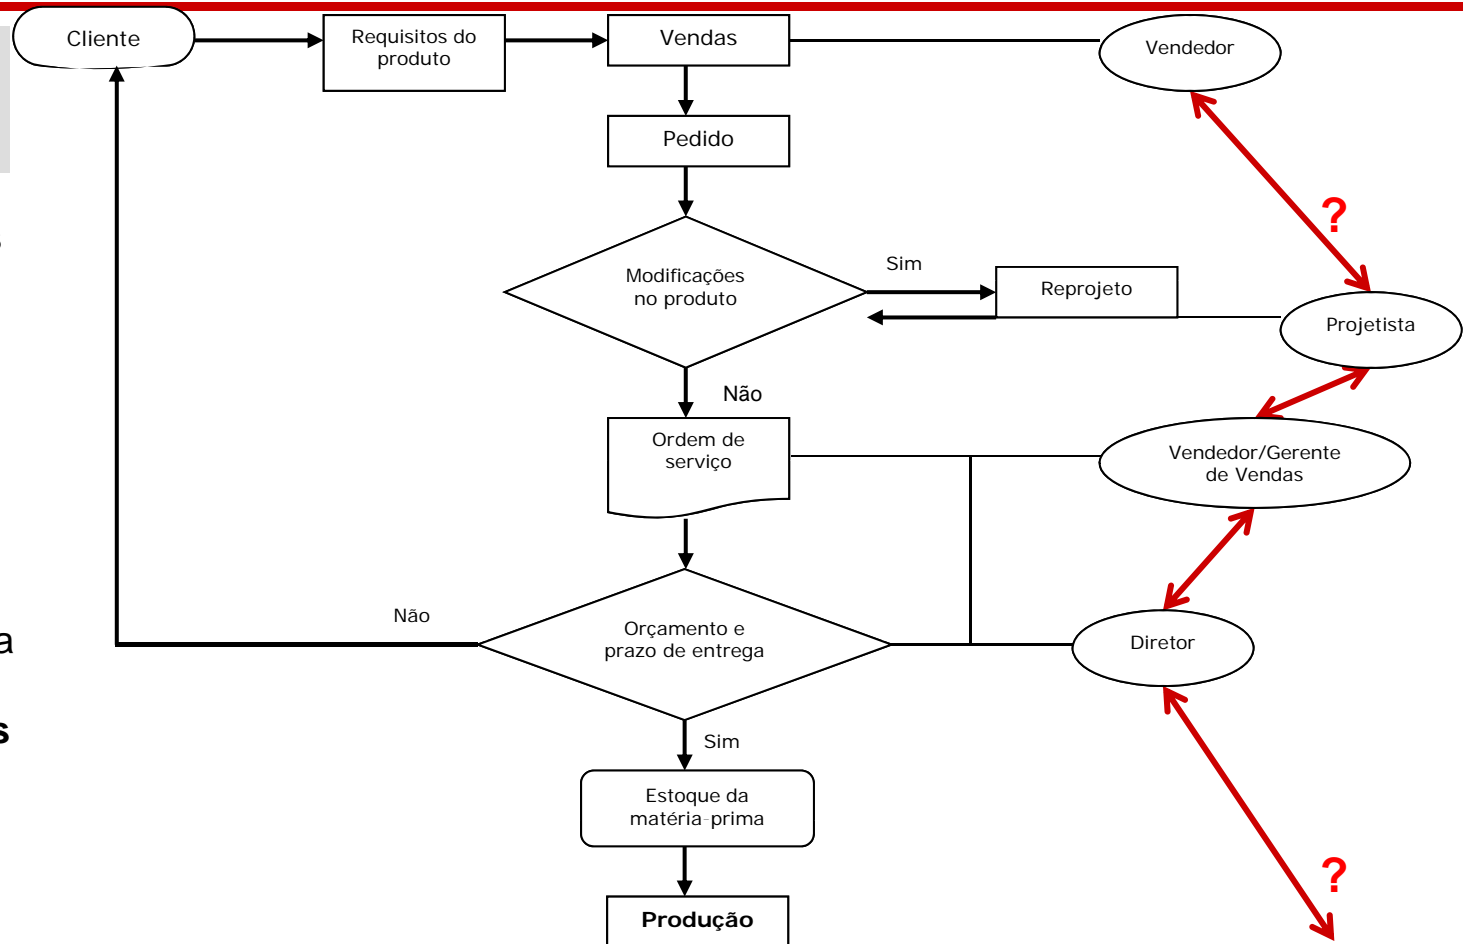 Cliente
Requisitos do
produto
Vendas
Vendedor
Pedido
?
Modificações
no produto
Sim
Reprojeto
Projetista
Não
Ordem de
serviço
Vendedor/Gerente
de Vendas
Não
Orçamento e
prazo de entrega
Diretor
a
s
Sim
Estoque da
matéria-prima
?
Produção